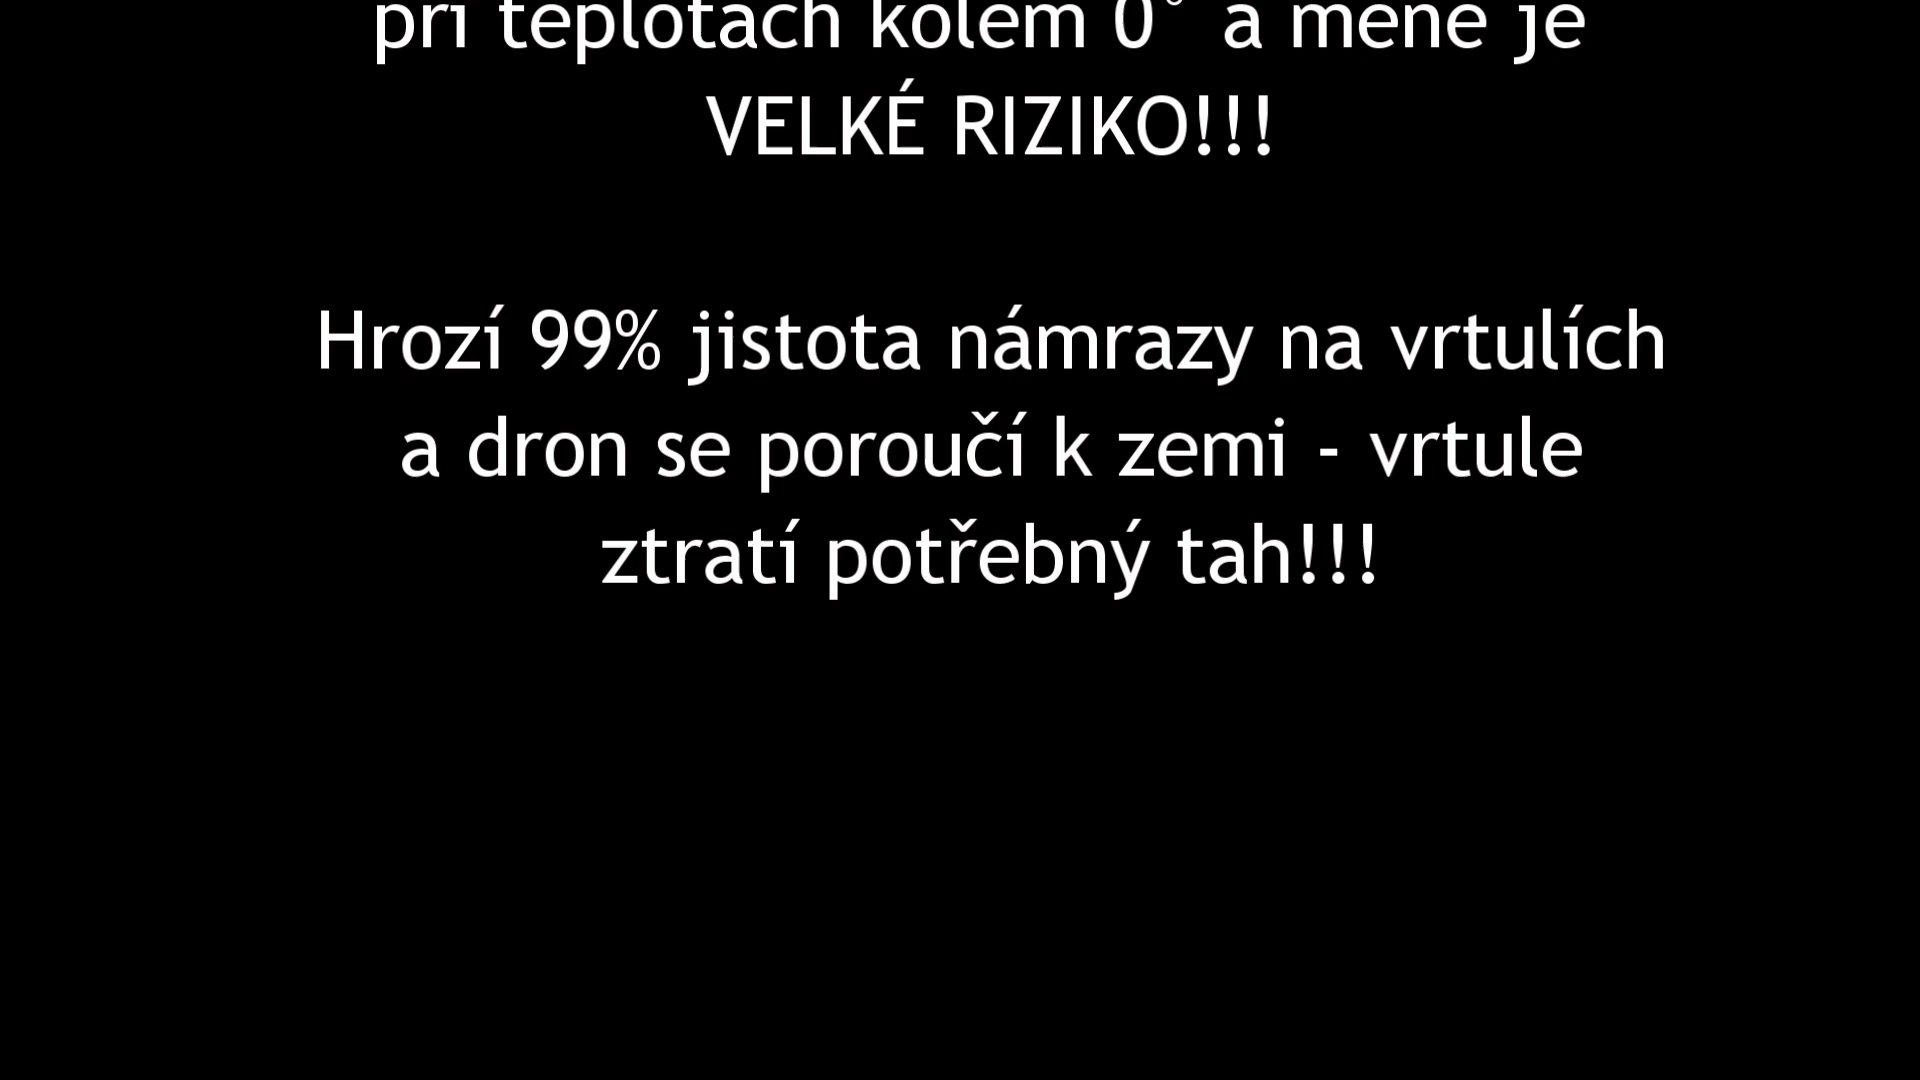 při teplotách kolem 0° a méně je
VELKÉ RIZIKO!!!
Hrozí 99% jistota námrazy na vrtulích
a dron se poroučí k zemi - vrtule
ztratí potřebný tah!!!